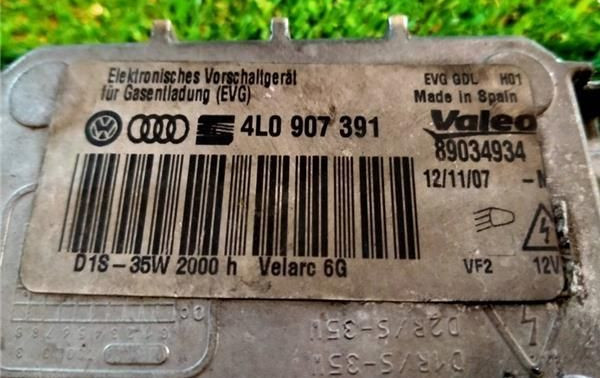 Elektronisches Vorschaltgerät
für Gasentladung (EVG)
EVG GDL H01
Made in Spain
4L0 907 391
Valeo
89034934
12/11/07
VF2 12V
D1S-35W 2000 h Velarc 6G
D2R/S-35W
D1R/S-35W